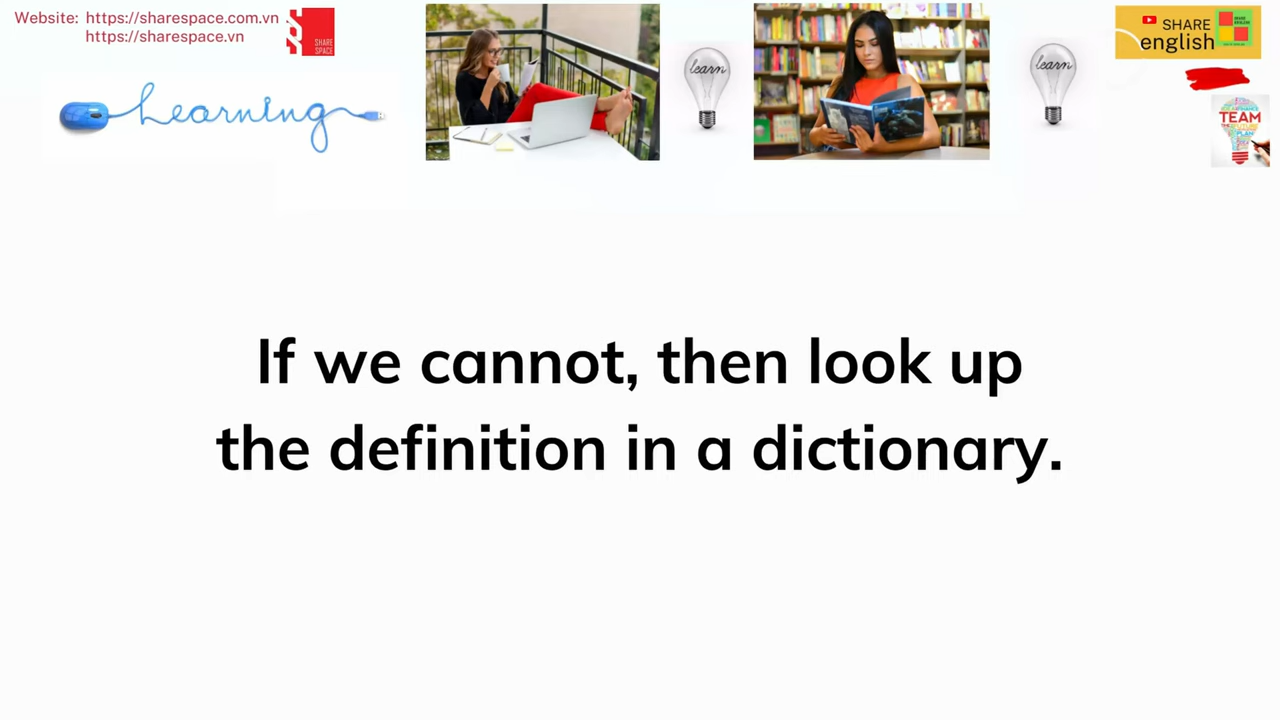 Website: https://sharespace.com.vn
https://sharespace.vn
SHARE
SPACE
Learning
learn
learn
SHARE
english
TEAM
PLAN
If we cannot, then look up
the definition in a dictionary.